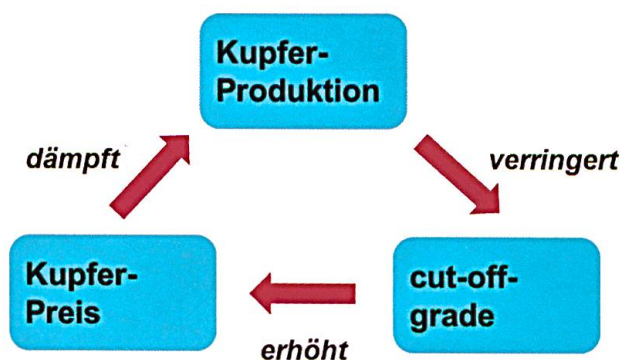 Kupfer-
Produktion
dämpft
verringert
Kupfer-
Preis
cut-off-
grade
erhöht